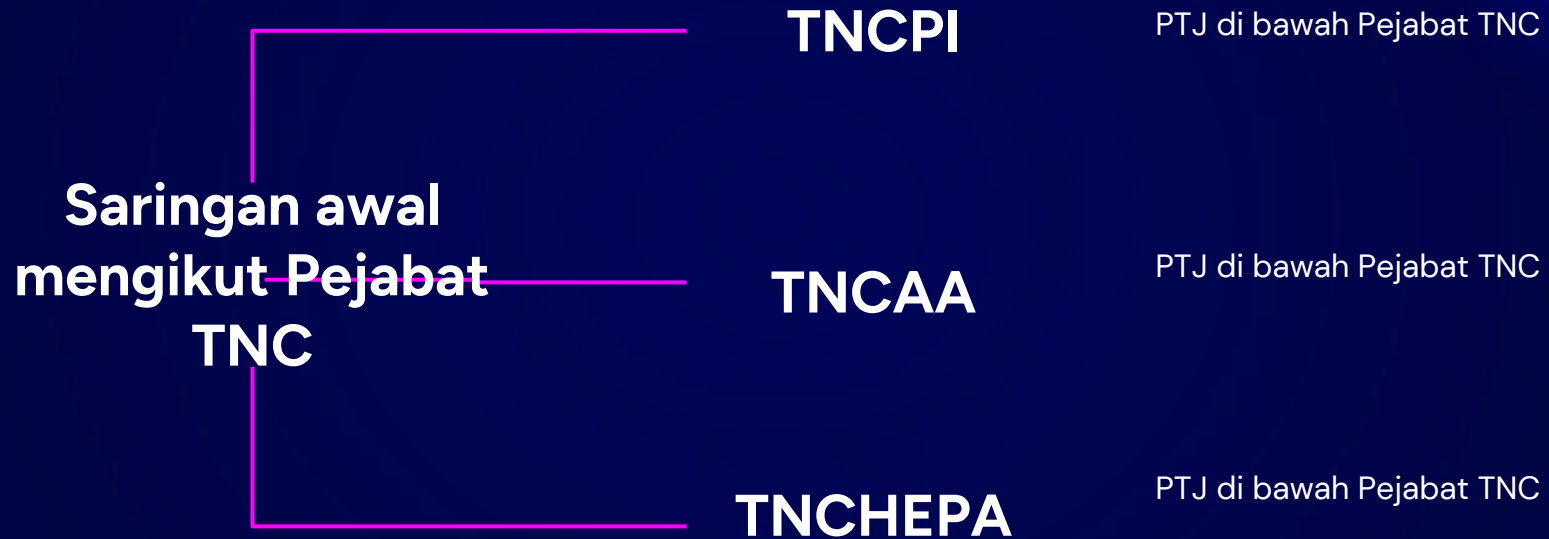 TNCPI
PTJ di bawah Pejabat TNC
Saringan awal
mengikut Pejabat
TNC
TNCAA
PTJ di bawah Pejabat TNC
TNCHEPA
PTJ di bawah Pejabat TNC